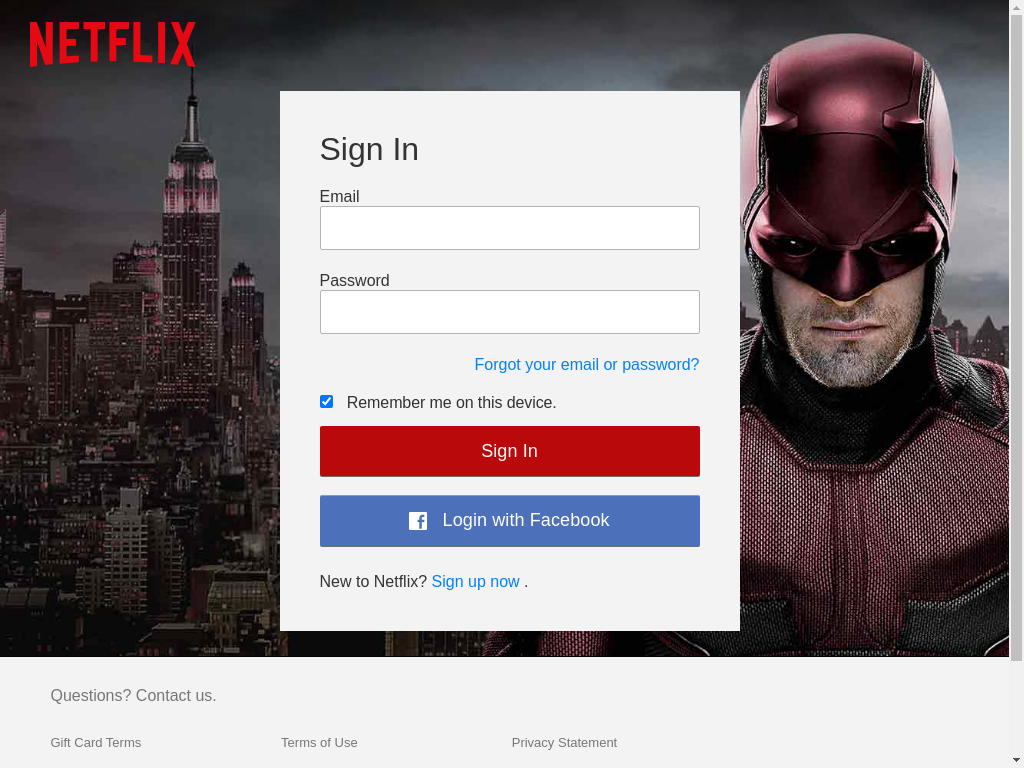 NETFLIX
Sign In
Email
Password
Forgot your email or password?
Remember me on this device.
Sign In
Login with Facebook
New to Netflix? Sign up now .
Questions? Contact us.
Gift Card Terms
Terms of Use
Privacy Statement